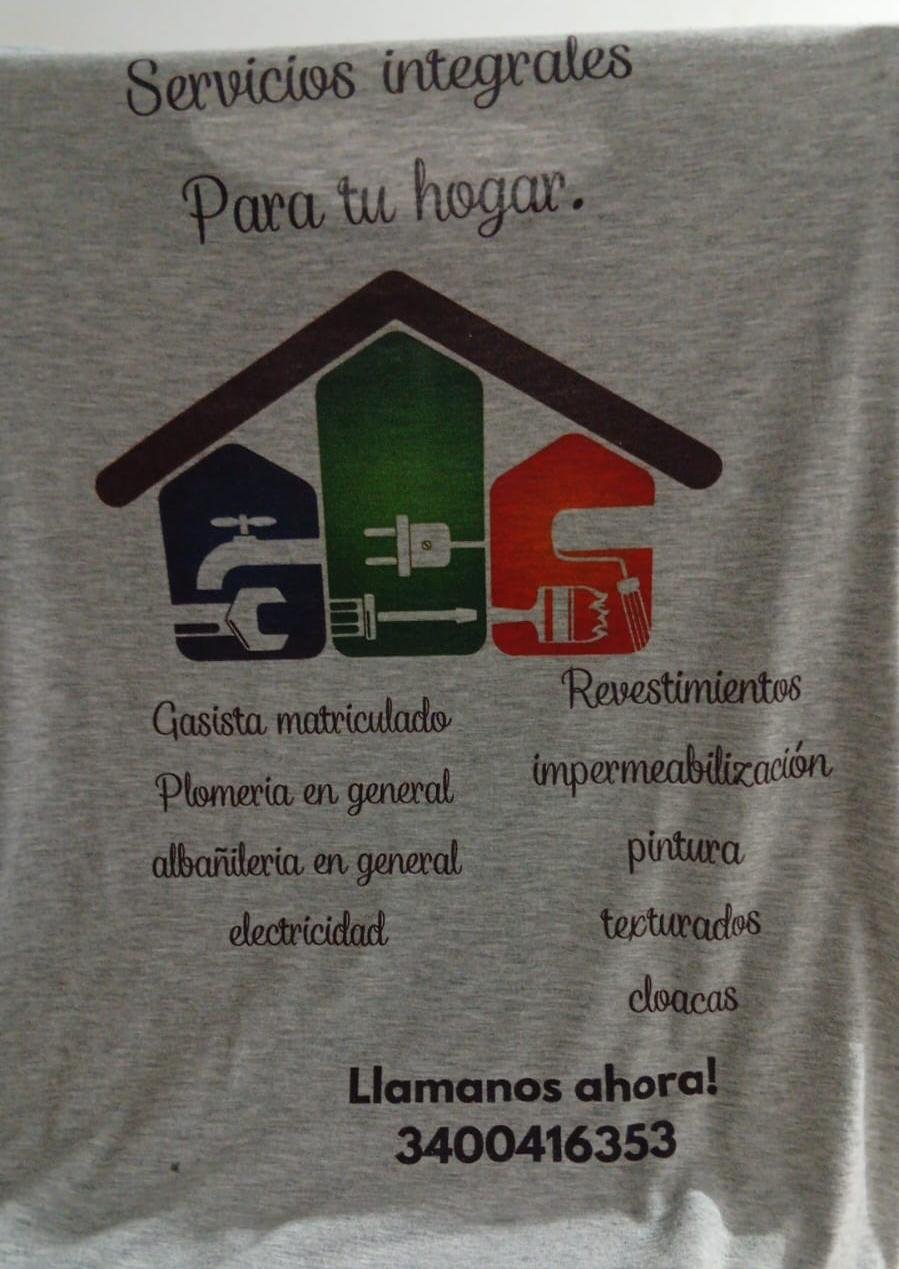 Servicios integrales
Para tu hogar.
Gasista matriculado
Plomeria en general
albañileria en general
electricidad
Revestimientos
impermeabilización
pintura
texturados
cloacas
Llamanos ahora!
3400416353